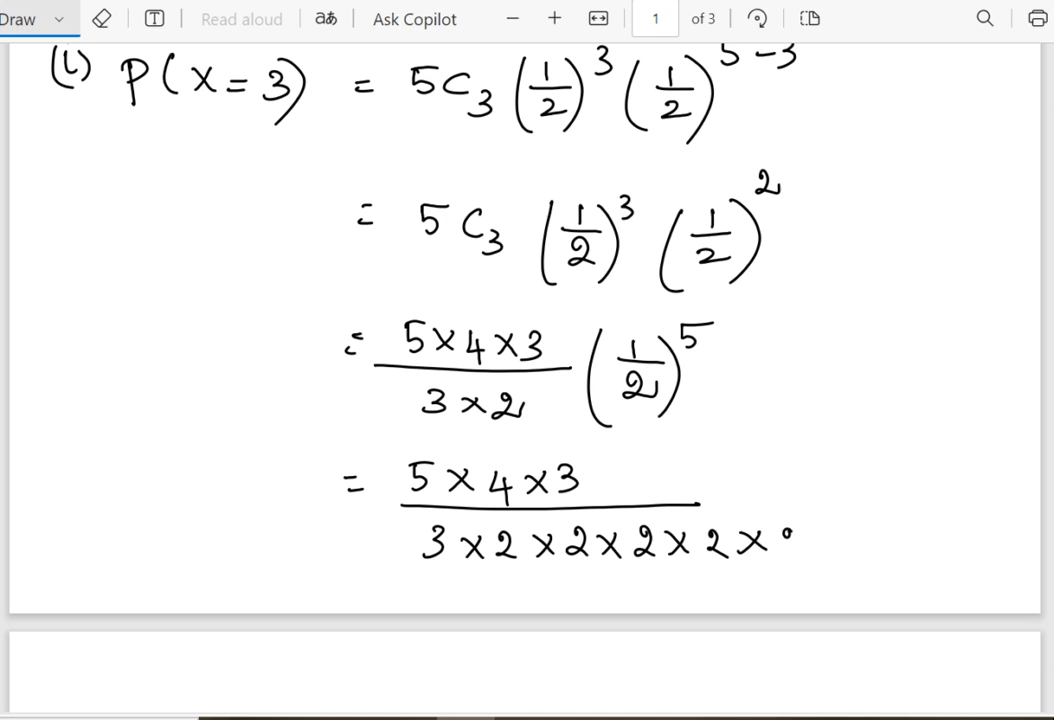 Draw Read aloud aあ Ask Copilot 1 of 3
(i) P(x=3) = 5C₃ (1/2)³ (1/2)⁵⁻³
= 5C₃ (1/2)³ (1/2)²
= 5×4×3 / 3×2 (1/2)⁵
= 5×4×3 / 3×2×2×2×2×